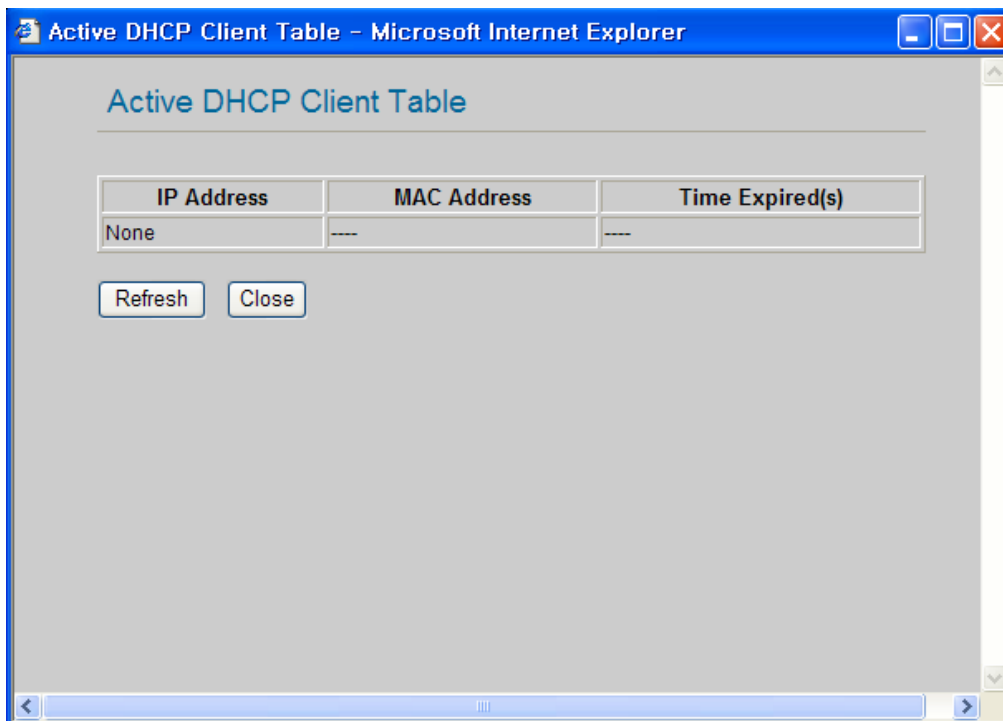 Active DHCP Client Table - Microsoft Internet Explorer
Active DHCP Client Table
IP Address MAC Address Time Expired(s)
None ---- ----
Refresh Close